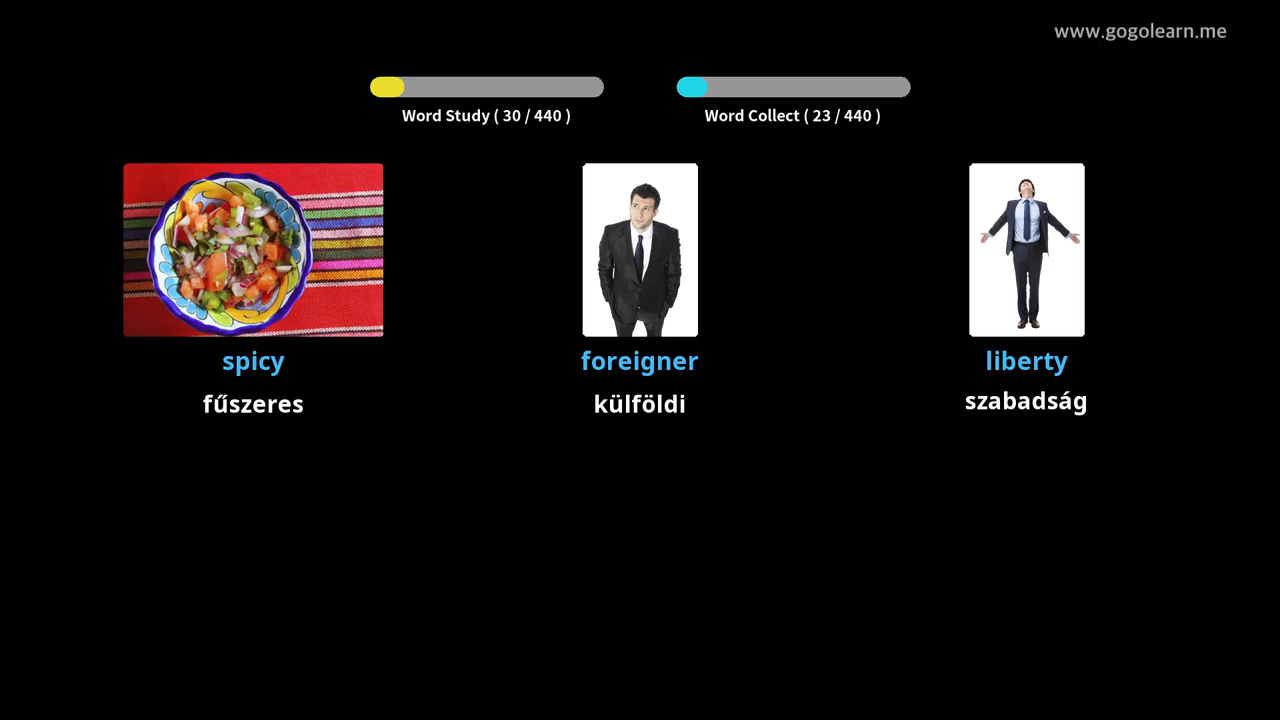 www.gogolearn.me
Word Study ( 30 / 440 )
Word Collect ( 23 / 440 )
spicy
foreigner
liberty
fűszeres
külföldi
szabadság